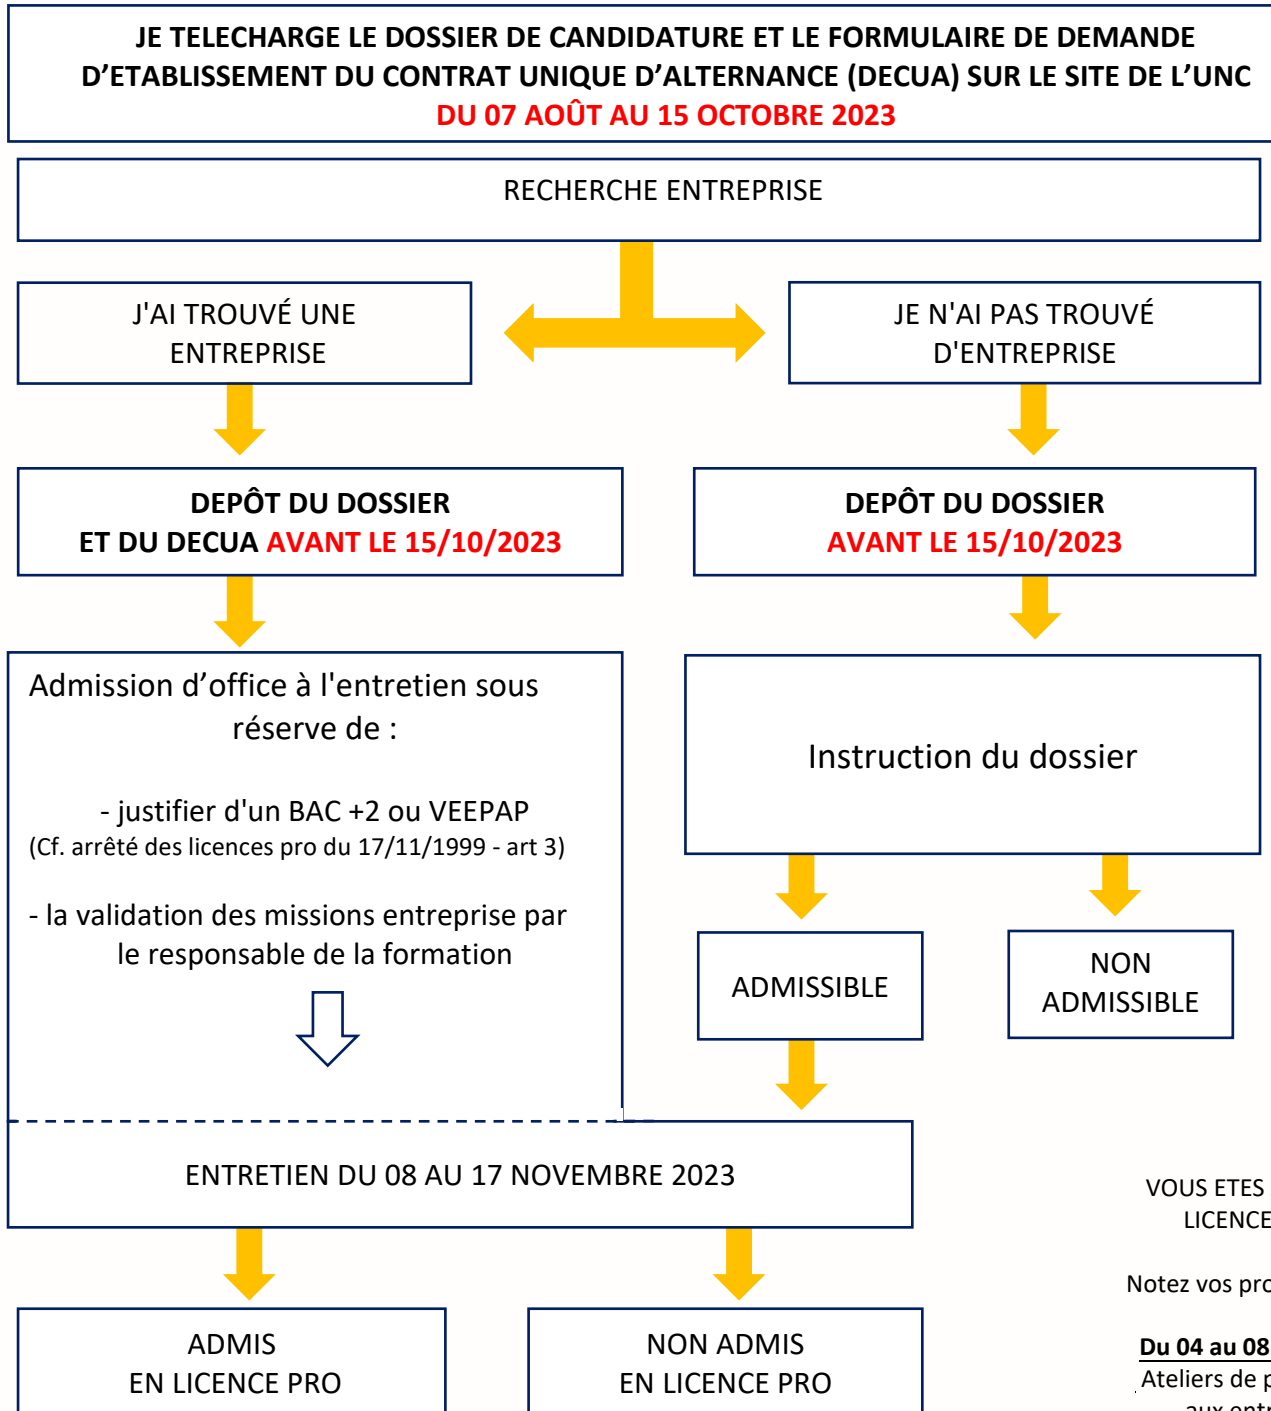 JE TELECHARGE LE DOSSIER DE CANDIDATURE ET LE FORMULAIRE DE DEMANDE
D’ETABLISSEMENT DU CONTRAT UNIQUE D’ALTERNANCE (DECUA) SUR LE SITE DE L’UNC
DU 07 AOÛT AU 15 OCTOBRE 2023
RECHERCHE ENTREPRISE
J'AI TROUVÉ UNE
ENTREPRISE
JE N'AI PAS TROUVÉ
D'ENTREPRISE
DEPÔT DU DOSSIER
ET DU DECUA AVANT LE 15/10/2023
DEPÔT DU DOSSIER
AVANT LE 15/10/2023
Admission d’office à l'entretien sous
réserve de :
- justifier d'un BAC +2 ou VEEPAP
(Cf. arrêté des licences pro du 17/11/1999 - art 3)
- la validation des missions entreprise par
le responsable de la formation
Instruction du dossier
ADMISSIBLE
NON
ADMISSIBLE
ENTRETIEN DU 08 AU 17 NOVEMBRE 2023
ADMIS
EN LICENCE PRO
NON ADMIS
EN LICENCE PRO
VOUS ETES
LICENCE
Notez vos pro
Du 04 au 08
Ateliers de p
aux entr